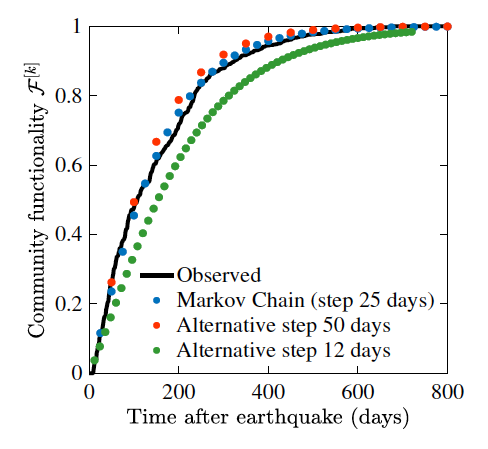 Community functionality 𝓕[k]
1
0.8
0.6
0.4
0.2
0
Observed
Markov Chain (step 25 days)
Alternative step 50 days
Alternative step 12 days
0 200 400 600 800
Time after earthquake (days)